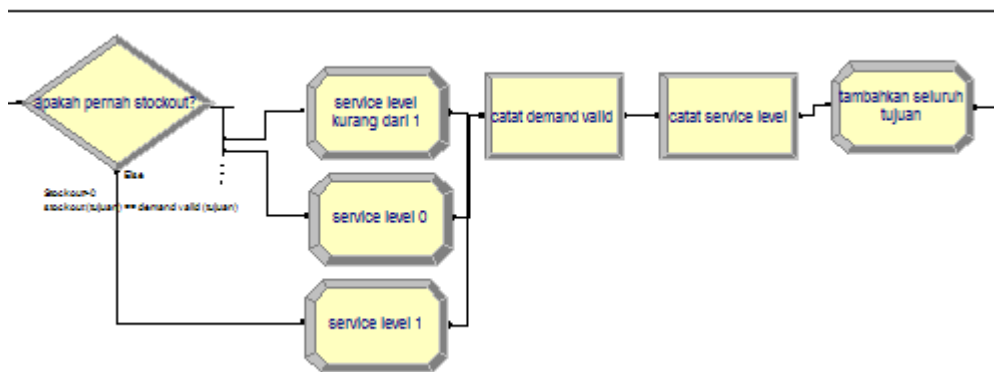 apakah pernah stockout?
Else
Stockout>0
stockout(tujuan) == demand valid (tujuan)
service level
kurang dari 1
service level 0
service level 1
catat demand valid
catat service level
tambahkan seluruh
tujuan